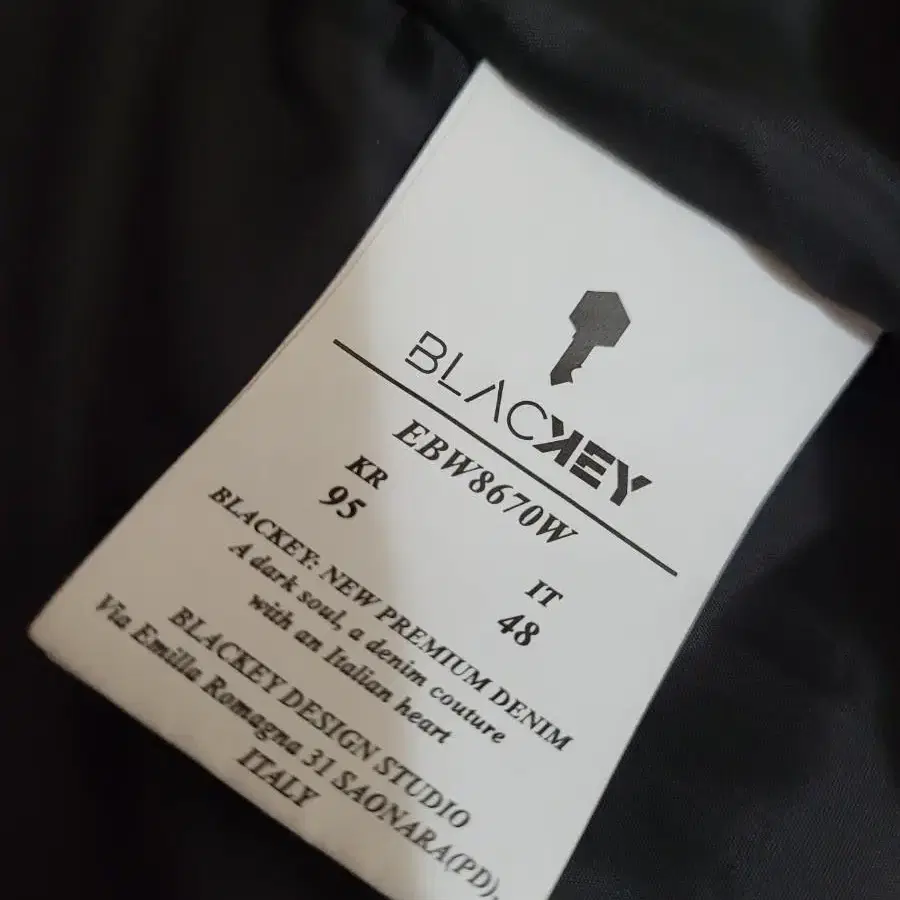 BLACKEY
EBW8670W
KR IT
95 48
BLACKEY: NEW PREMIUM DENIM
A dark soul, a denim couture
with an Italian heart
BLACKEY DESIGN STUDIO
Via Emilla Romagna 31 SAONARA(PD),
ITALY